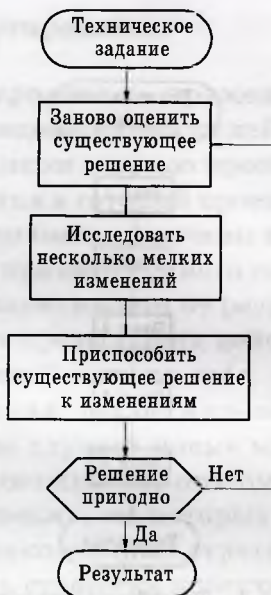 Техническое
задание
Заново оценить
существующее
решение
Исследовать
несколько мелких
изменений
Приспособить
существующее решение
к изменениям
Решение
пригодно
Нет
Да
Результат